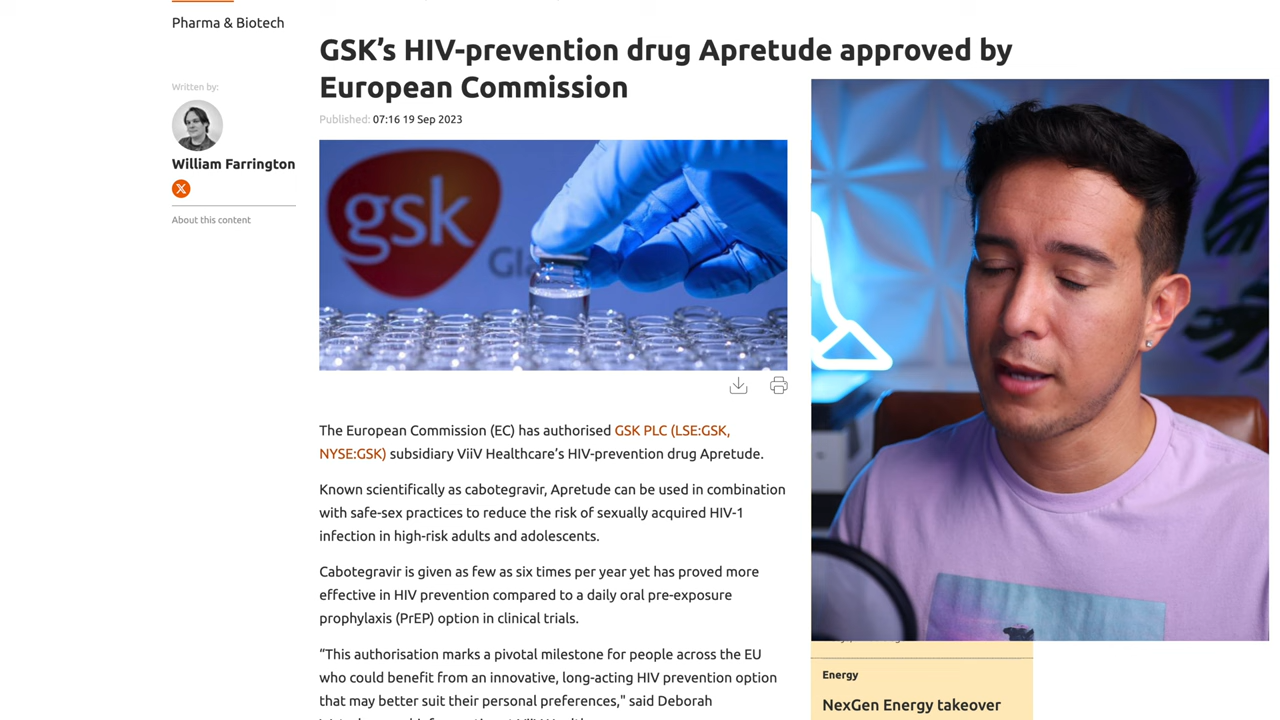 Pharma & Biotech
GSK’s HIV-prevention drug Apretude approved by
European Commission
Written by:
Published: 07:16 19 Sep 2023
William Farrington
About this content
gsk
The European Commission (EC) has authorised GSK PLC (LSE:GSK,
NYSE:GSK) subsidiary ViiV Healthcare’s HIV-prevention drug Apretude.
Known scientifically as cabotegravir, Apretude can be used in combination
with safe-sex practices to reduce the risk of sexually acquired HIV-1
infection in high-risk adults and adolescents.
Cabotegravir is given as few as six times per year yet has proved more
effective in HIV prevention compared to a daily oral pre-exposure
prophylaxis (PrEP) option in clinical trials.
“This authorisation marks a pivotal milestone for people across the EU
who could benefit from an innovative, long-acting HIV prevention option
that may better suit their personal preferences," said Deborah
Energy
NexGen Energy takeover